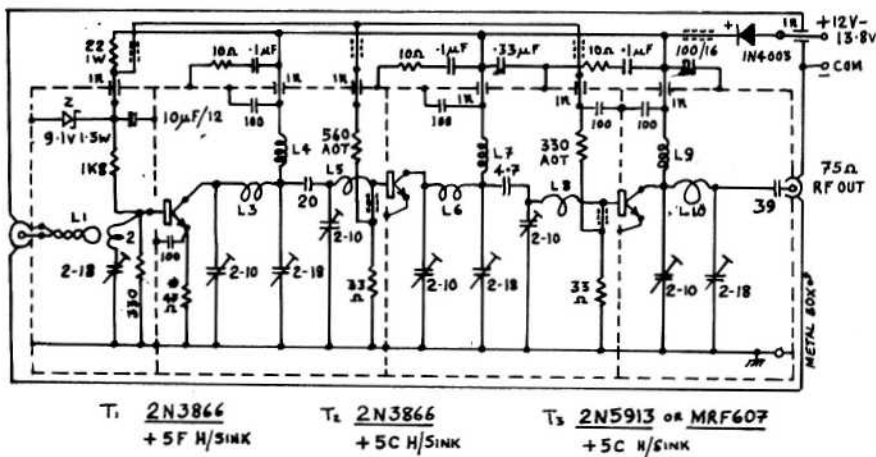 22
1W
10Ω
·1µF
10Ω
·1µF
·33µF
10Ω
·1µF
100/16
1N4003
1K
+12V-
13.8V
COM
1K
1K
1K
1K
1K
1K
Z
9.1V 1.3W
10µF/12
100
100
100
100
1K8
L4
560
AOT
L7
4.7
330
AOT
L9
75Ω
RF OUT
L1
L2
L3
20
L5
L6
L8
L10
39
2-18
330
100
2-10
2-18
2-10
33
Ω
2-10
2-18
2-10
33
Ω
2-10
2-18
METAL BOX
T1 2N3866
+5F H/SINK
T2 2N3866
+5C H/SINK
T3 2N5913 OR MRF607
+5C H/SINK